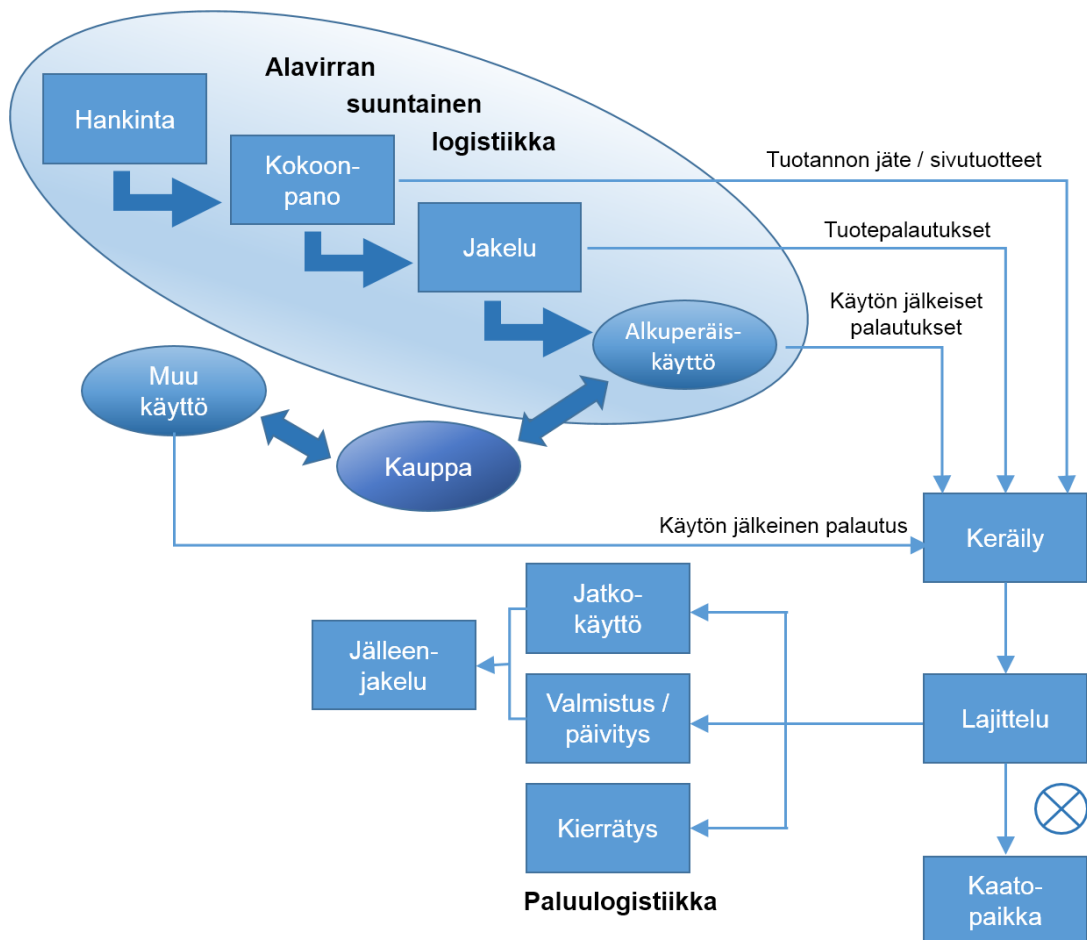 Alavirran
suuntainen
logistiikka
Hankinta
Kokoon-
pano
Jakelu
Alkuperäis-
käyttö
Tuotannon jäte / sivutuotteet
Tuotepalautukset
Käytön jälkeiset
palautukset
Muu
käyttö
Kauppa
Käytön jälkeinen palautus
Keräily
Jatko-
käyttö
Jälleen-
jakelu
Valmistus /
päivitys
Lajittelu
Kierrätys
Kaato-
paikka
Paluulogistiikka